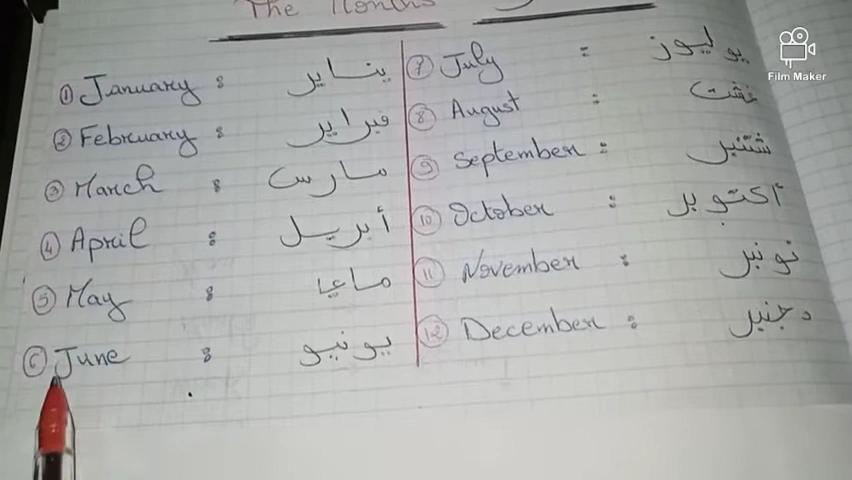 The Months
① January : يناير
② February : فبراير
③ March : مارس
④ April : أبريل
⑤ May : ماي
⑥ June : يونيو
⑦ July : يوليوز
⑧ August : غشت
⑨ September : شتنبر
⑩ October : أكتوبر
⑪ November : نونبر
⑫ December : دجنبر
Film Maker